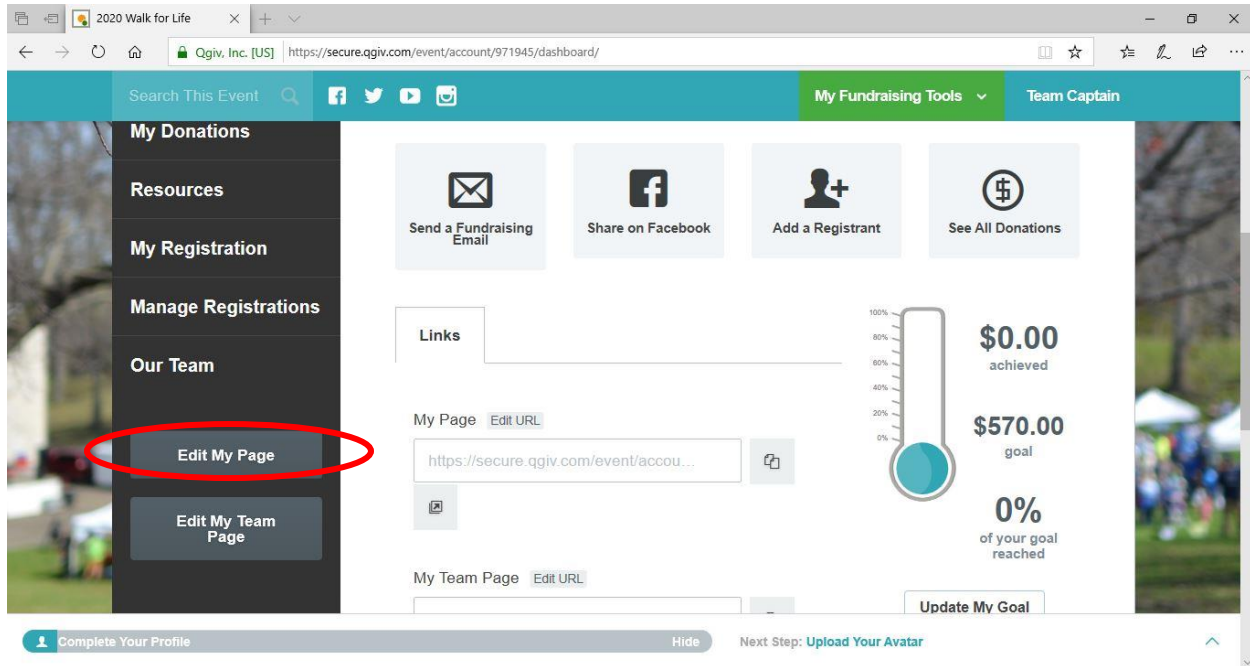 2020 Walk for Life
Qgiv, Inc. [US] https://secure.qgiv.com/event/account/971945/dashboard/
Search This Event
My Fundraising Tools
Team Captain
My Donations
Resources
My Registration
Manage Registrations
Our Team
Edit My Page
Edit My Team
Page
Send a Fundraising
Email
Share on Facebook
Add a Registrant
See All Donations
Links
My Page Edit URL
https://secure.qgiv.com/event/accou...
My Team Page Edit URL
100%
80%
60%
40%
20%
0%
$0.00
achieved
$570.00
goal
0%
of your goal
reached
Update My Goal
Complete Your Profile
Hide
Next Step: Upload Your Avatar